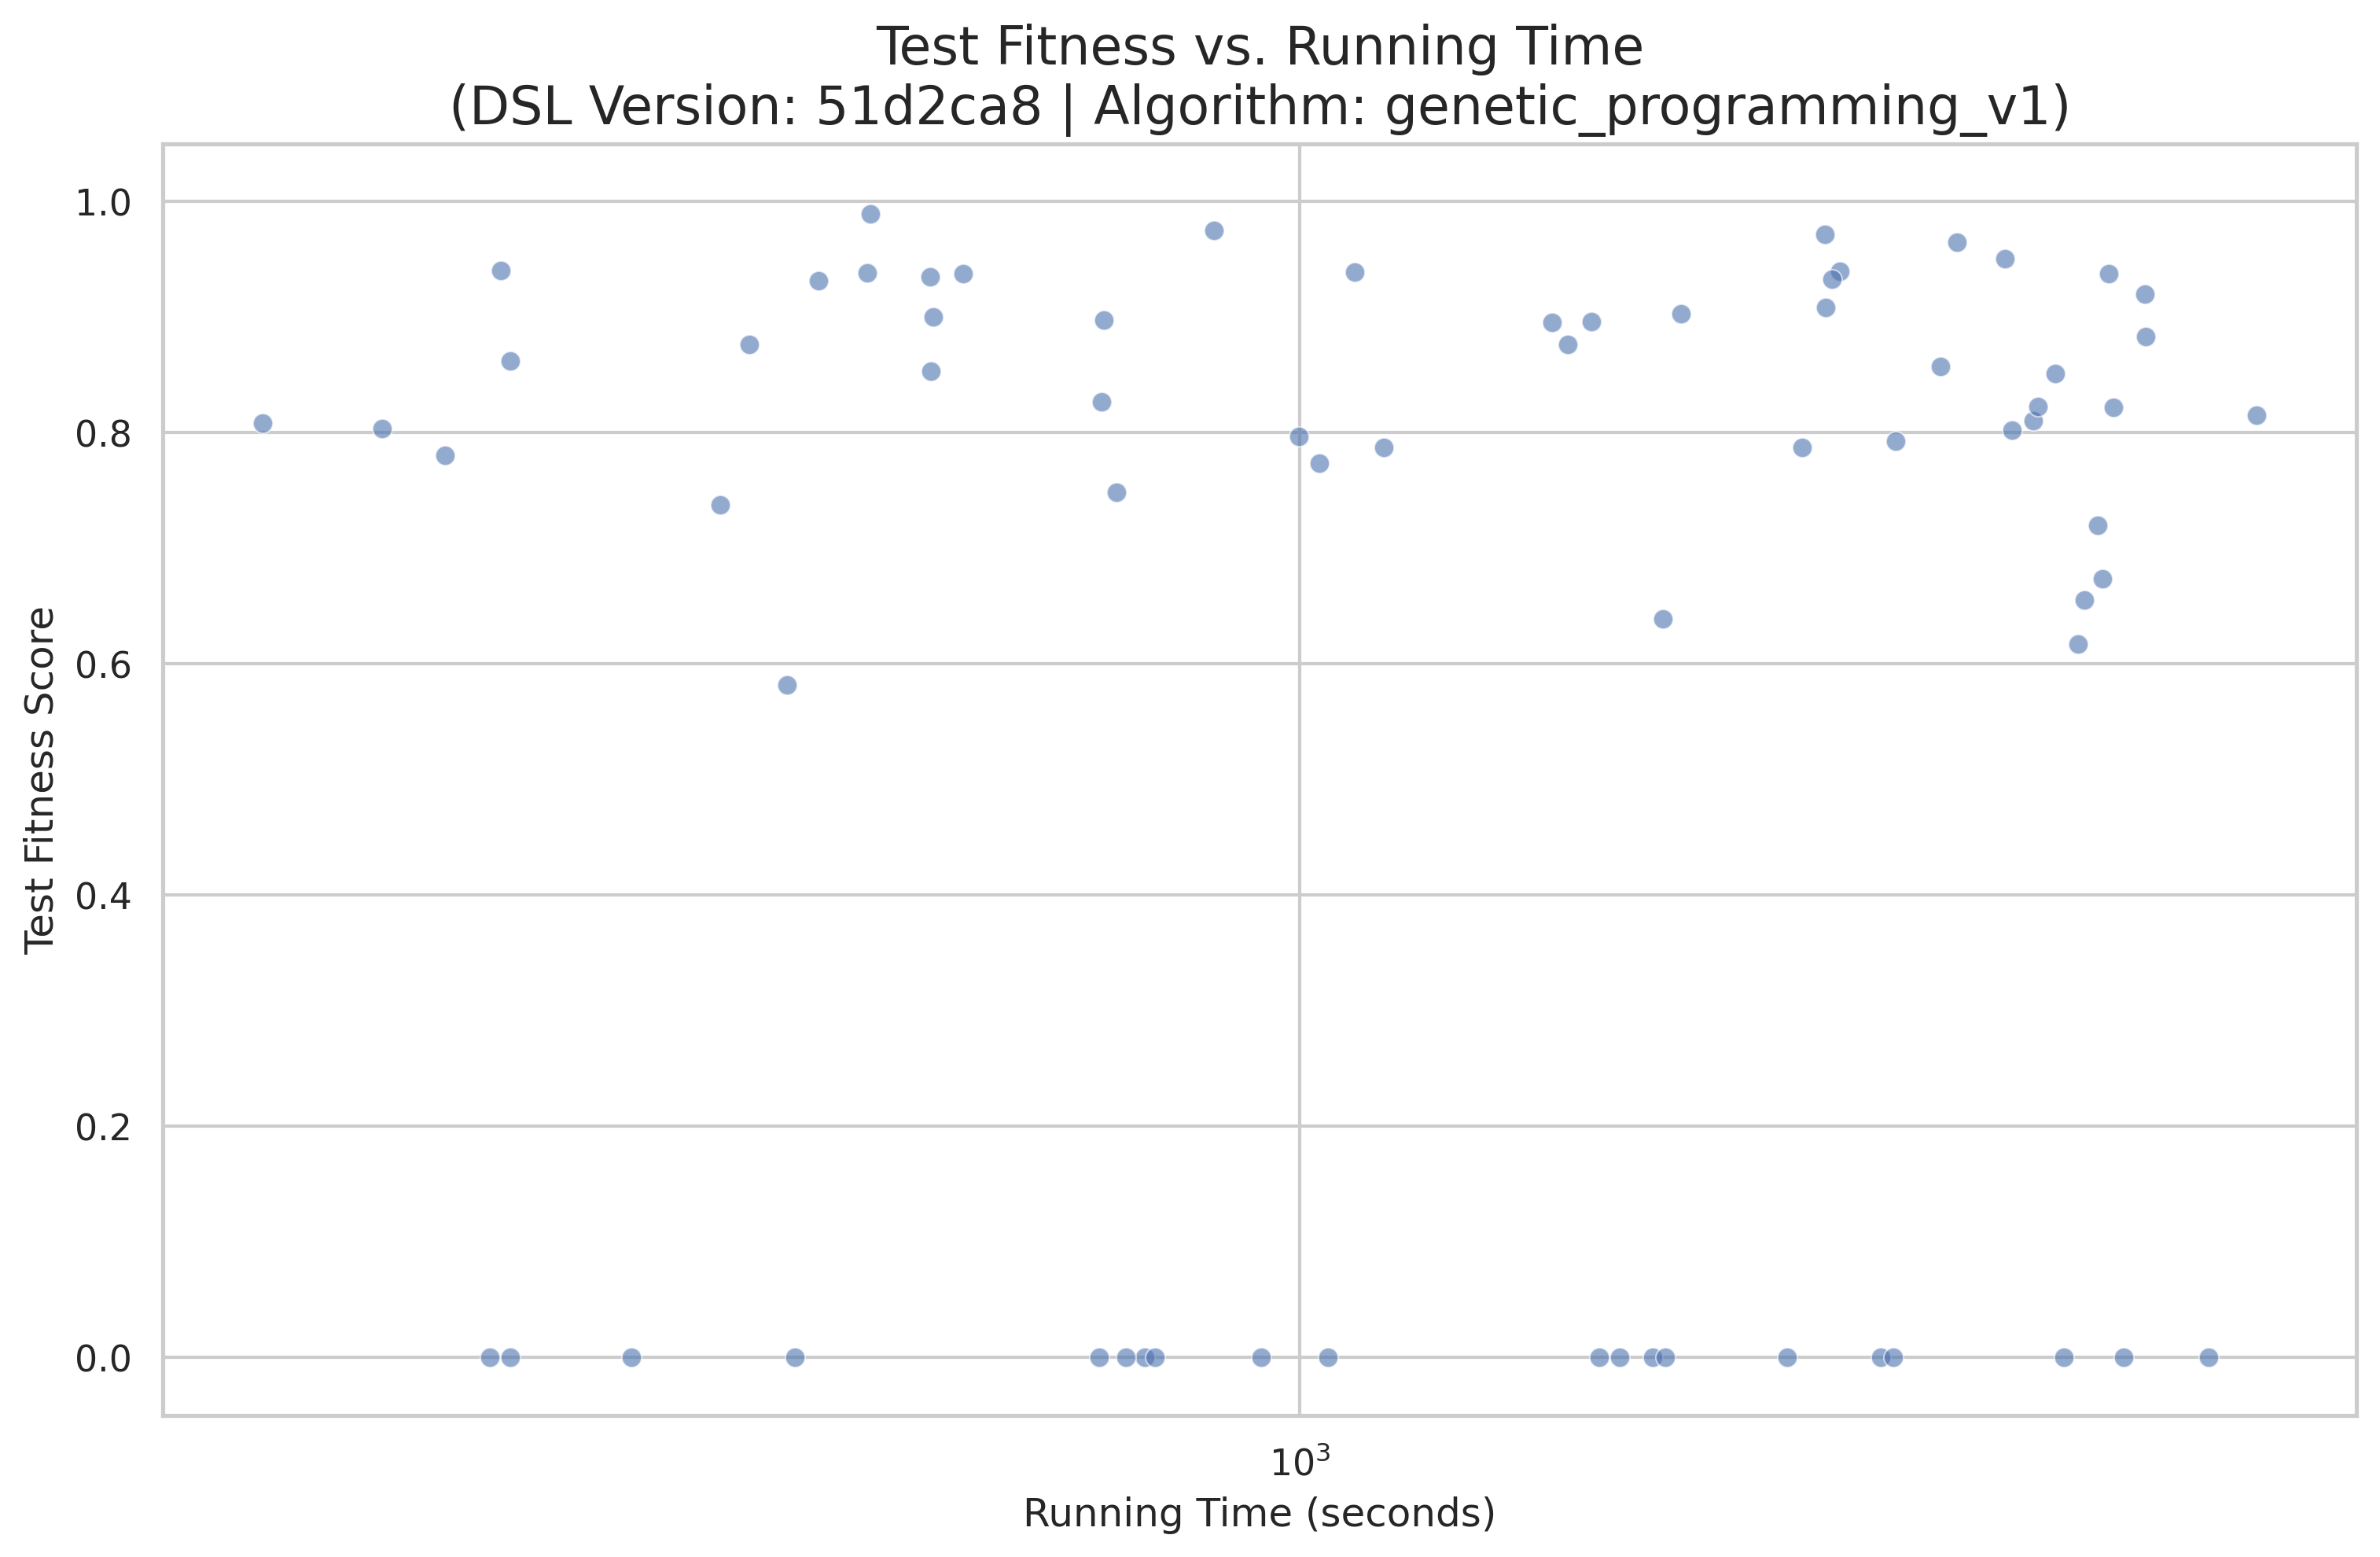 Test Fitness vs. Running Time
(DSL Version: 51d2ca8 | Algorithm: genetic_programming_v1)
Test Fitness Score
1.0
0.8
0.6
0.4
0.2
0.0
10³
Running Time (seconds)